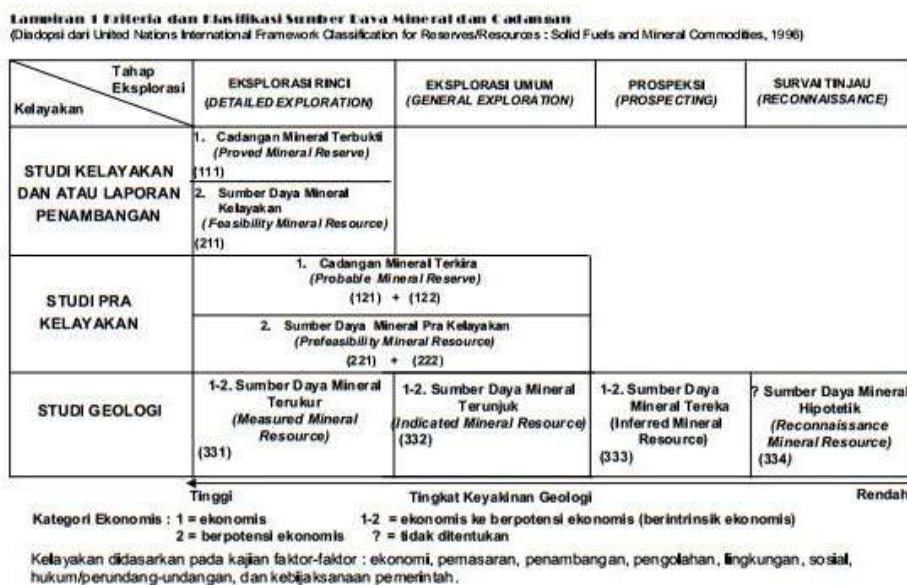 Lampiran 1 Kriteria dan Klasifikasi Sumber Daya Mineral dan Cadangan
(Diadopsi dari United Nations International Framework Classification for Reserves/Resources : Solid Fuels and Mineral Commodities, 1996)
Tahap
Eksplorasi
Kelayakan
EKSPLORASI RINCI
(DETAILED EXPLORATION)
EKSPLORASI UMUM
(GENERAL EXPLORATION)
PROSPEKSI
(PROSPECTING)
SURVAI TINJAU
(RECONNAISSANCE)
STUDI KELAYAKAN
DAN ATAU LAPORAN
PENAMBANGAN
1. Cadangan Mineral Terbukti
(Proved Mineral Reserve)
(111)
2. Sumber Daya Mineral
Kelayakan
(Feasibility Mineral Resource)
(211)
STUDI PRA
KELAYAKAN
1. Cadangan Mineral Terkira
(Probable Mineral Reserve)
(121) + (122)
2. Sumber Daya Mineral Pra Kelayakan
(Prefeasibility Mineral Resource)
(221) + (222)
STUDI GEOLOGI
1-2. Sumber Daya Mineral
Terukur
(Measured Mineral
Resource)
(331)
1-2. Sumber Daya Mineral
Terunjuk
(Indicated Mineral Resource)
(332)
1-2. Sumber Daya
Mineral Tereka
(Inferred Mineral
Resource)
(333)
? Sumber Daya Mineral
Hipotetik
(Reconnaissance
Mineral Resource)
(334)
Tinggi Tingkat Keyakinan Geologi Rendah
Kategori Ekonomis : 1 = ekonomis 1-2 = ekonomis ke berpotensi ekonomis (berintrinsik ekonomis)
2 = berpotensi ekonomis ? = tidak ditentukan
Kelayakan didasarkan pada kajian faktor-faktor : ekonomi, pemasaran, penambangan, pengolahan, lingkungan, sosial,
hukum/perundang-undangan, dan kebijaksanaan pemerintah.